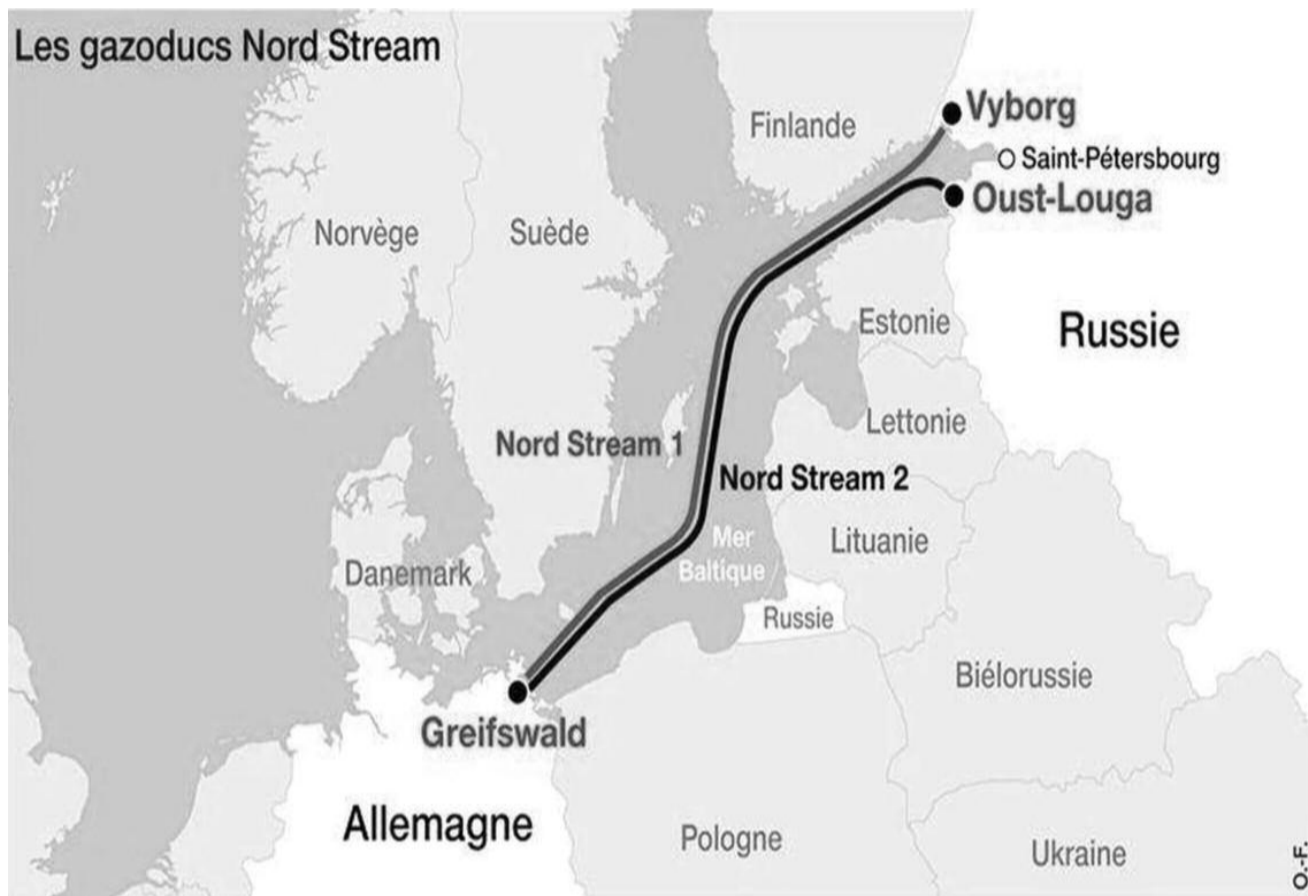 Les gazoducs Nord Stream
Vyborg
Finlande
Saint-Pétersbourg
Oust-Louga
Norvège
Suède
Estonie
Russie
Lettonie
Nord Stream 1
Nord Stream 2
Mer
Baltique
Lituanie
Danemark
Russie
Biélorussie
Greifswald
Allemagne
Pologne
Ukraine
O.-F.